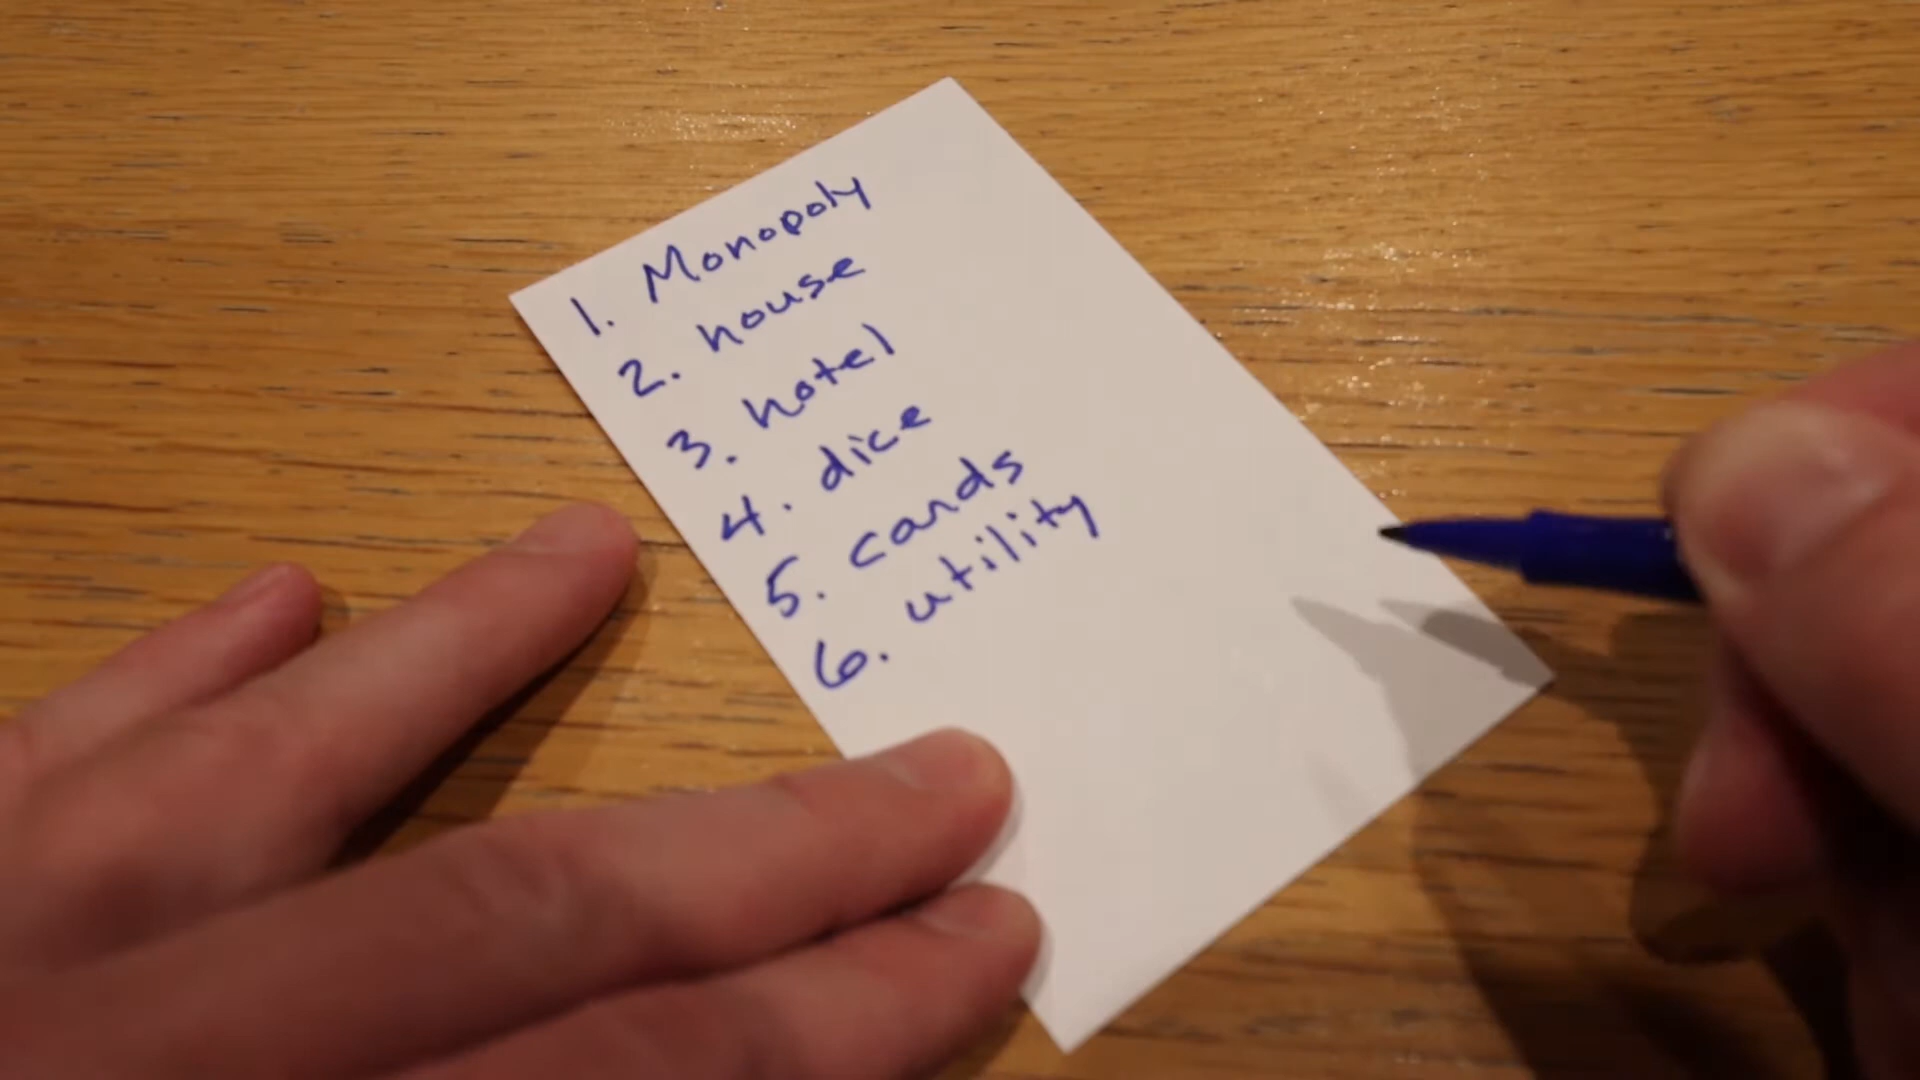 1. Monopoly
2. house
3. hotel
4. dice
5. cards
6. utility